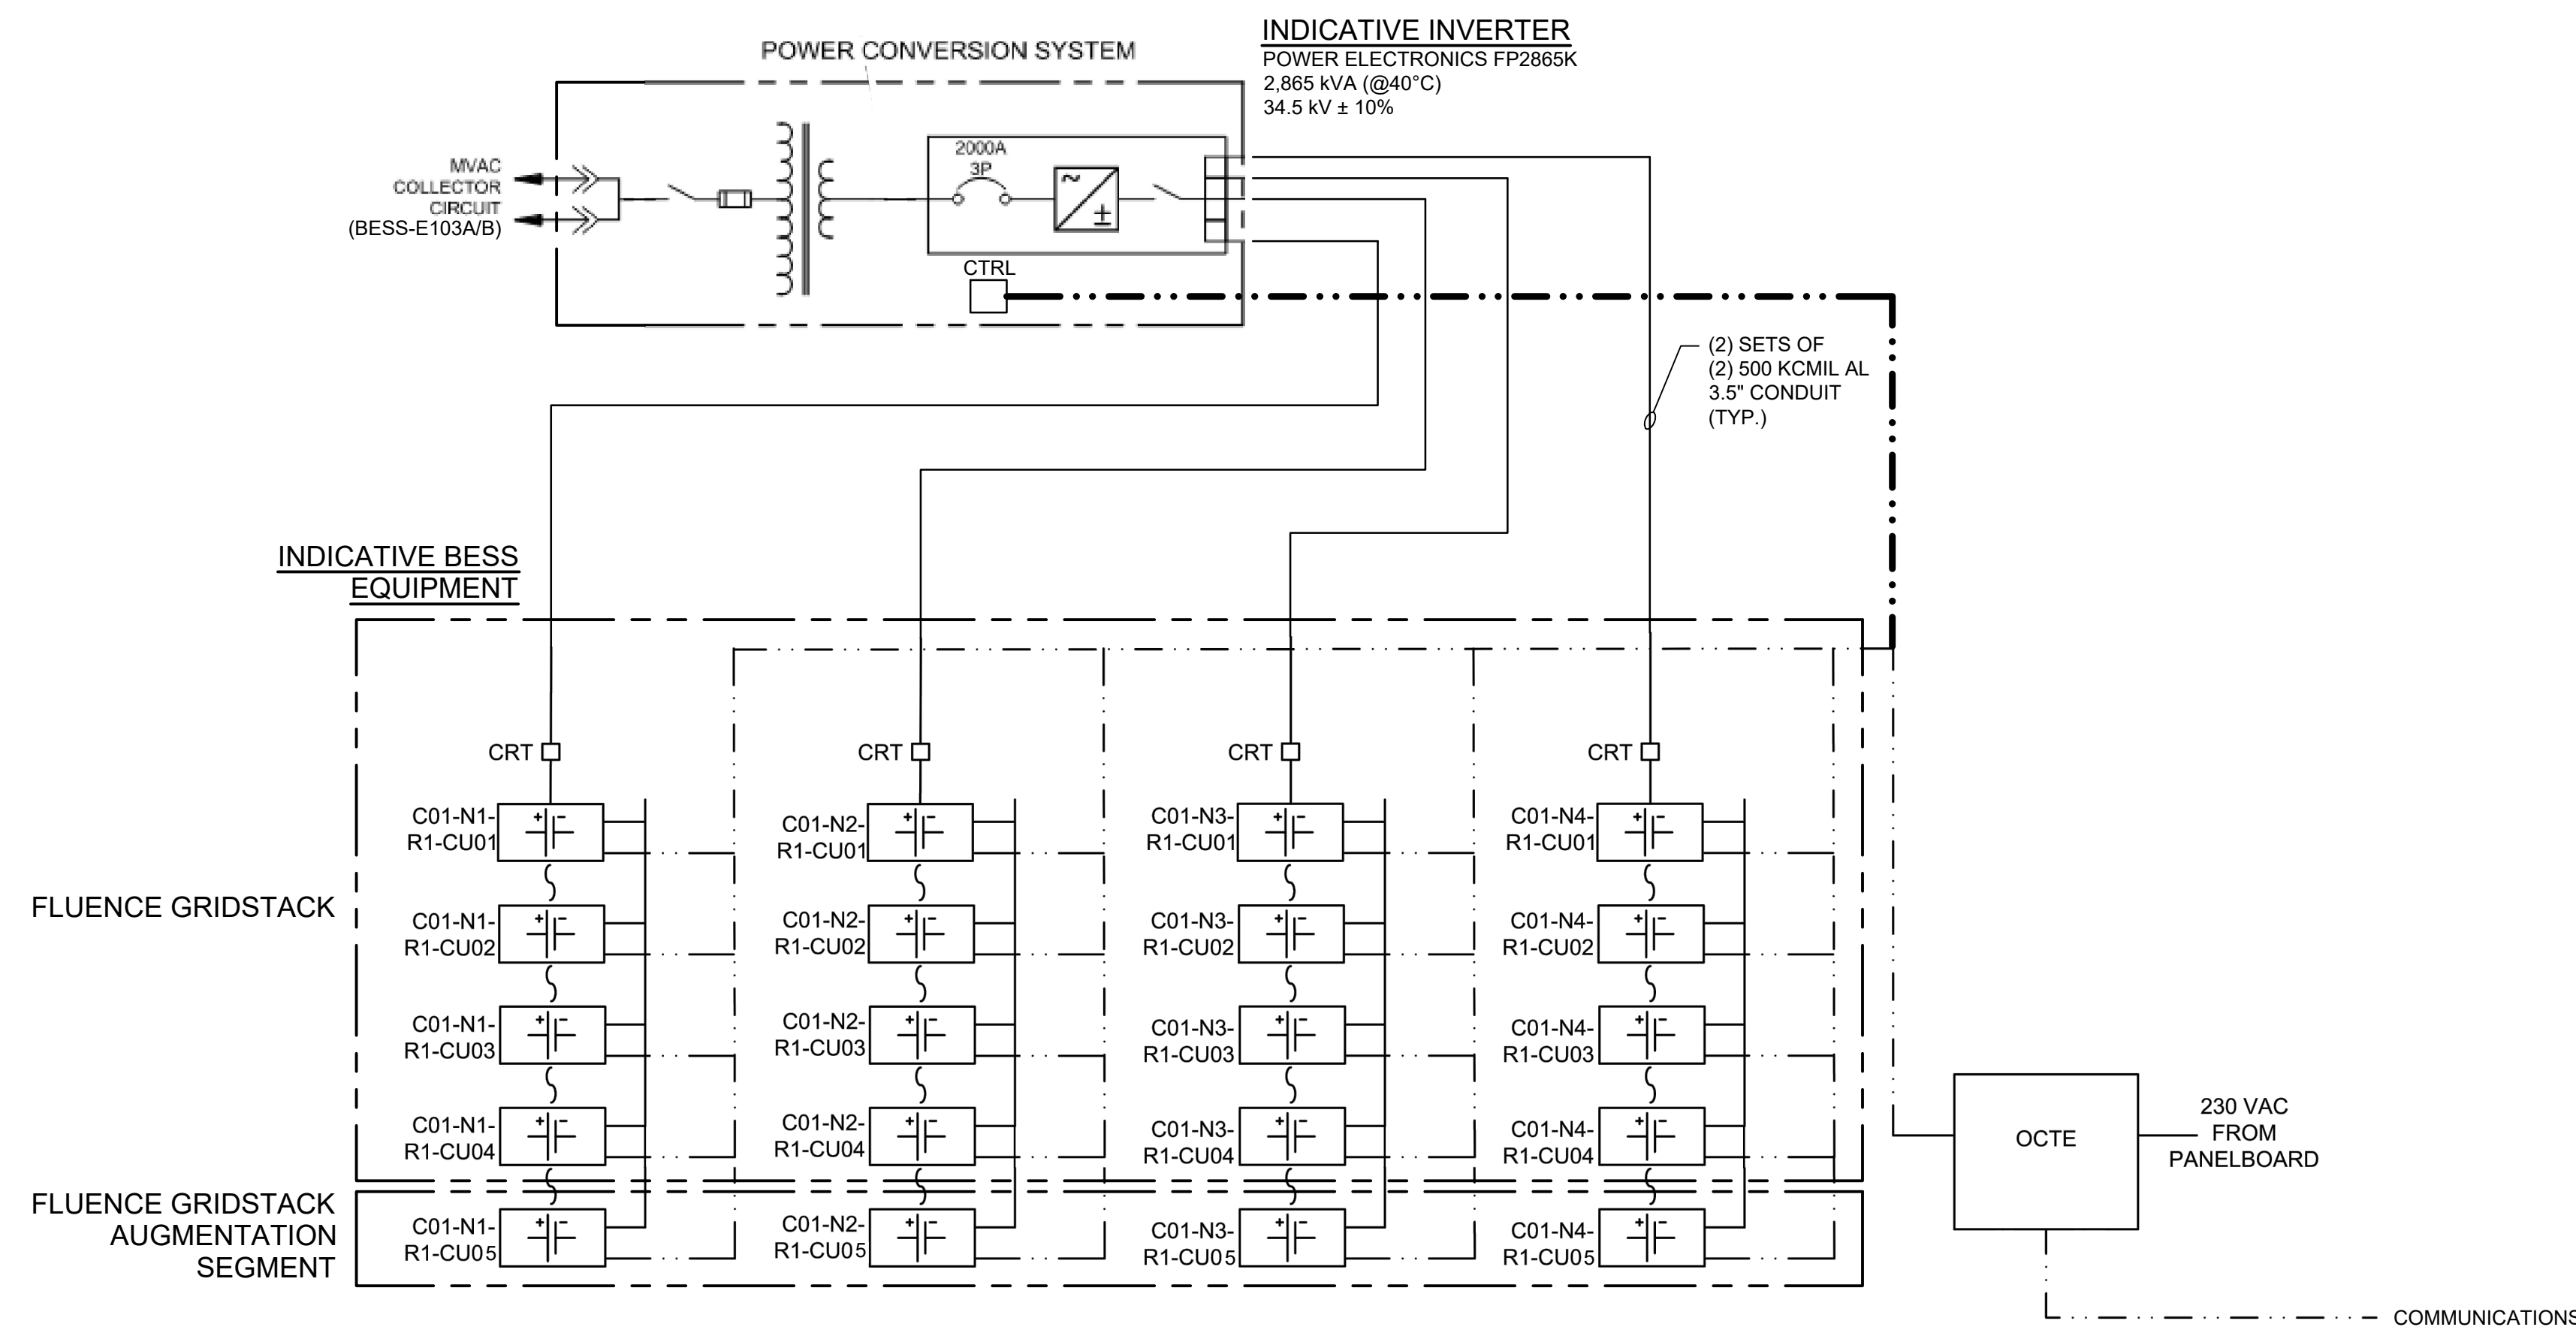 INDICATIVE INVERTER
POWER ELECTRONICS FP2865K
2,865 kVA (@40°C)
34.5 kV ± 10%
POWER CONVERSION SYSTEM
MVAC
COLLECTOR
CIRCUIT
(BESS-E103A/B)
2000A
3P
CTRL
(2) SETS OF
(2) 500 KCMIL AL
3.5" CONDUIT
(TYP.)
INDICATIVE BESS
EQUIPMENT
CRT
CRT
CRT
CRT
FLUENCE GRIDSTACK
C01-N1-
R1-CU01
C01-N2-
R1-CU01
C01-N3-
R1-CU01
C01-N4-
R1-CU01
C01-N1-
R1-CU02
C01-N2-
R1-CU02
C01-N3-
R1-CU02
C01-N4-
R1-CU02
C01-N1-
R1-CU03
C01-N2-
R1-CU03
C01-N3-
R1-CU03
C01-N4-
R1-CU03
C01-N1-
R1-CU04
C01-N2-
R1-CU04
C01-N3-
R1-CU04
C01-N4-
R1-CU04
FLUENCE GRIDSTACK
AUGMENTATION
SEGMENT
C01-N1-
R1-CU05
C01-N2-
R1-CU05
C01-N3-
R1-CU05
C01-N4-
R1-CU05
OCTE
230 VAC
FROM
PANELBOARD
COMMUNICATIONS